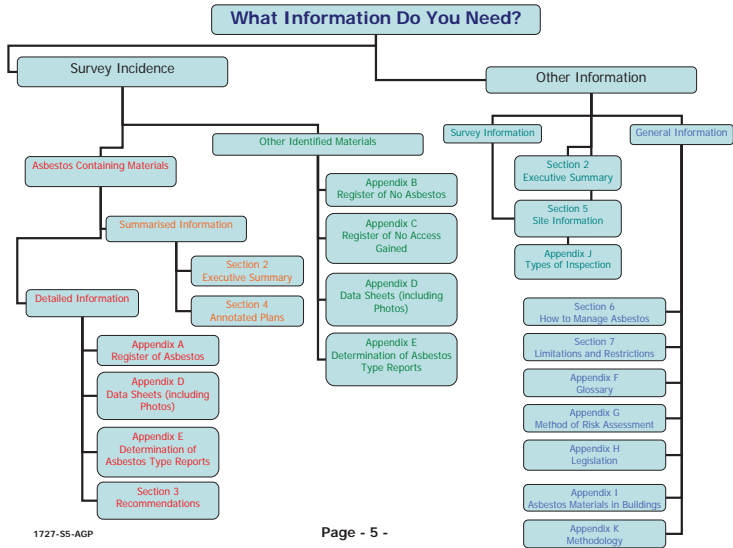 What Information Do You Need?
Survey Incidence
Other Information
Asbestos Containing Materials
Summarised Information
Section 2
Executive Summary
Section 4
Annotated Plans
Detailed Information
Appendix A
Register of Asbestos
Appendix D
Data Sheets (including
Photos)
Appendix E
Determination of
Asbestos Type Reports
Section 3
Recommendations
Other Identified Materials
Appendix B
Register of No Asbestos
Appendix C
Register of No Access
Gained
Appendix D
Data Sheets (including
Photos)
Appendix E
Determination of Asbestos
Type Reports
Survey Information
Section 2
Executive Summary
Section 5
Site Information
Appendix J
Types of Inspection
General Information
Section 6
How to Manage Asbestos
Section 7
Limitations and Restrictions
Appendix F
Glossary
Appendix G
Method of Risk Assessment
Appendix H
Legislation
Appendix I
Asbestos Materials in Buildings
Appendix K
Methodology
1727-S5-AGP
Page - 5 -